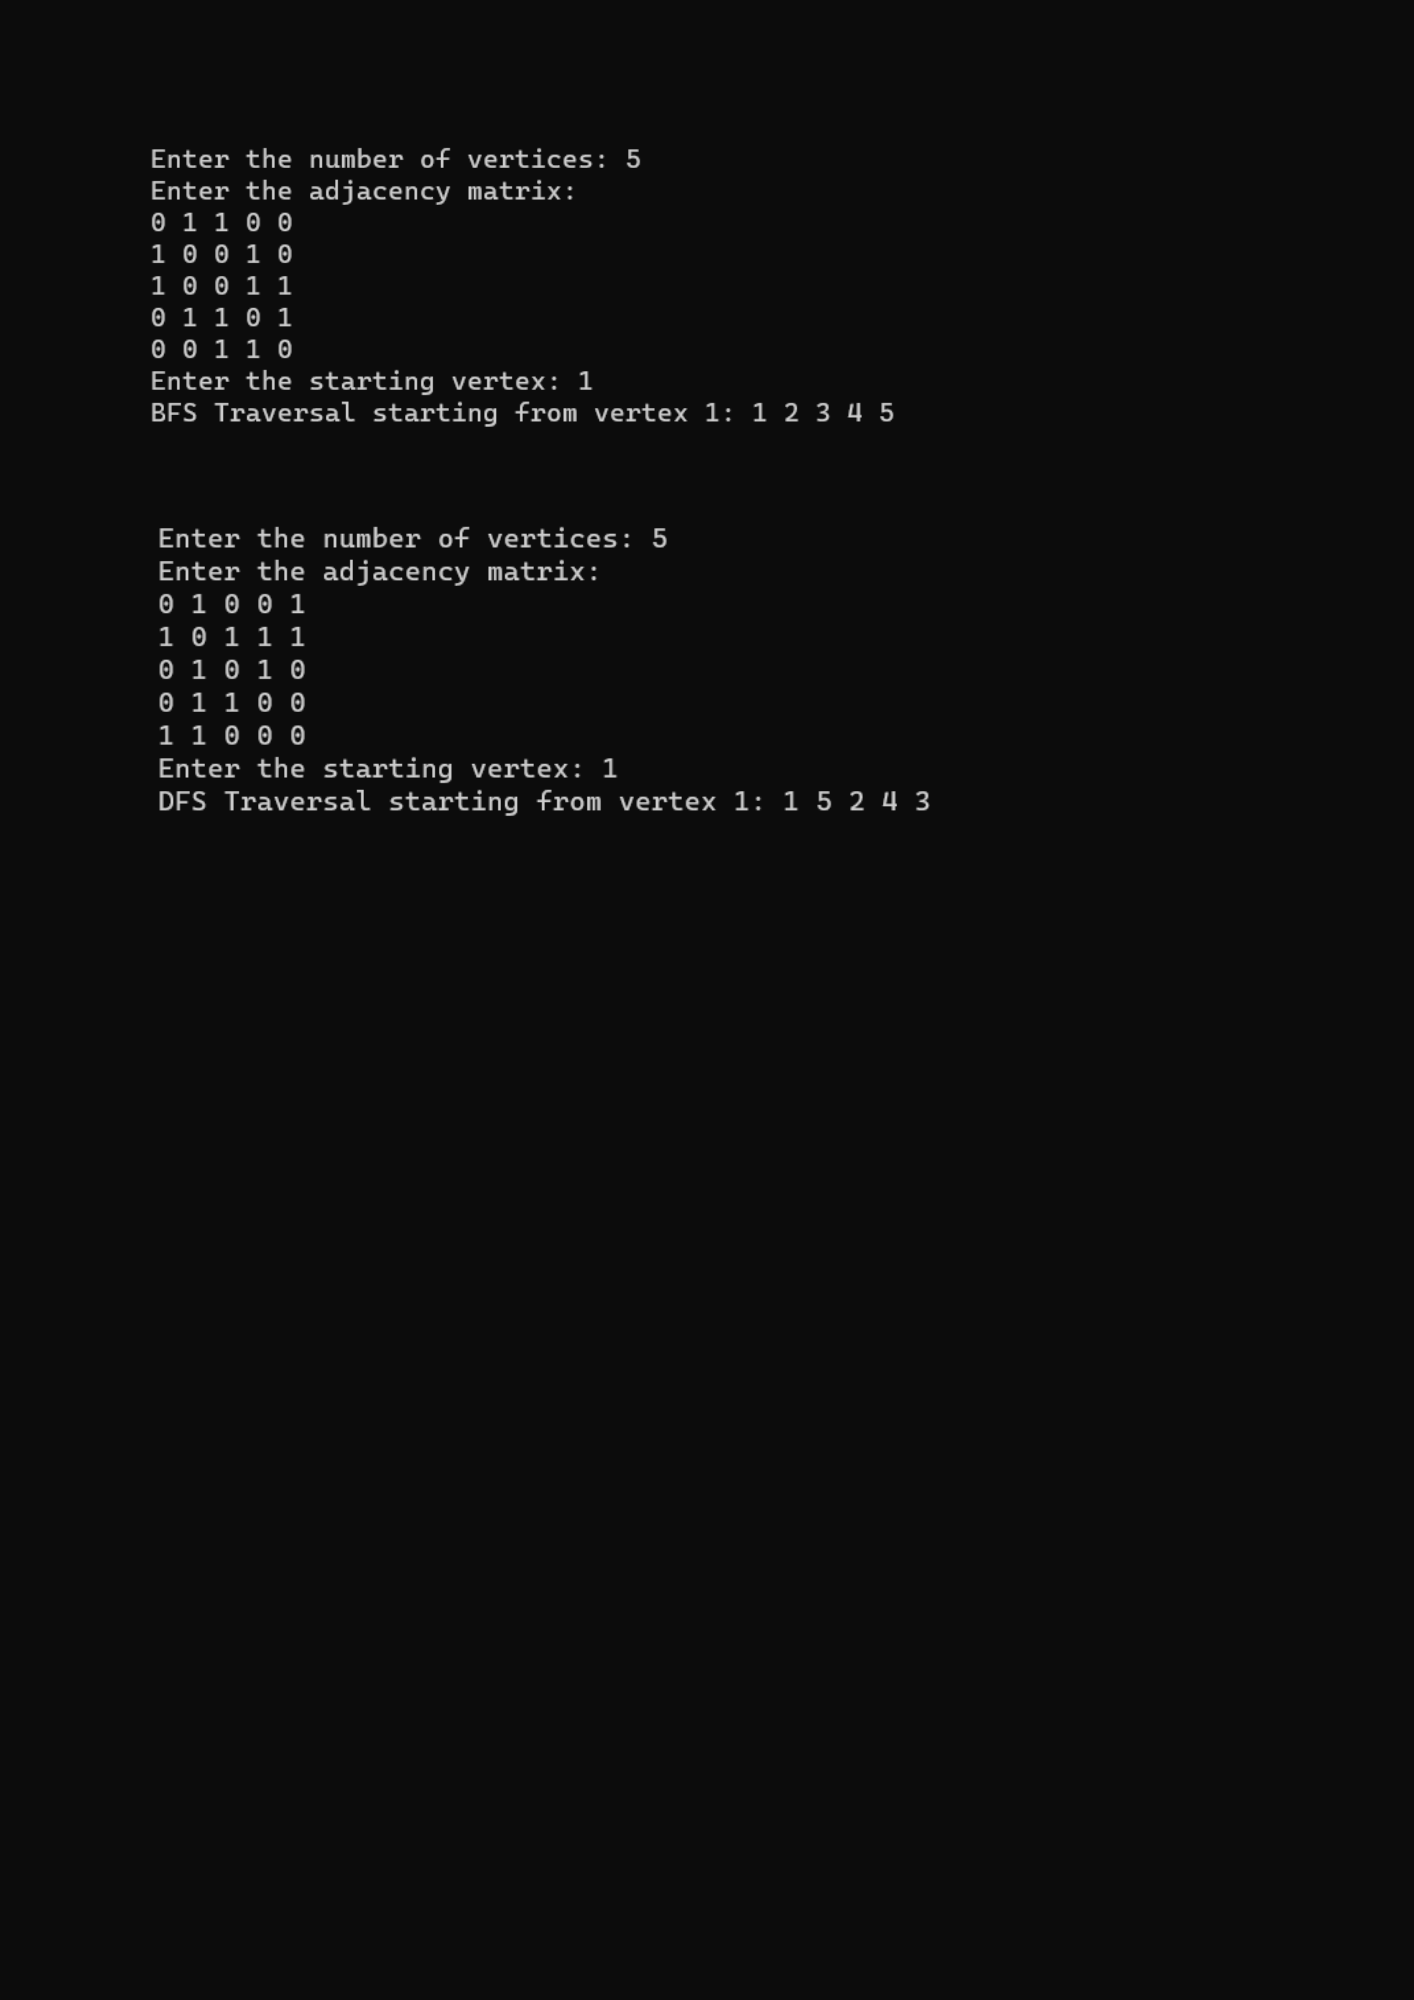 Enter the number of vertices: 5
Enter the adjacency matrix:
0 1 1 0 0
1 0 0 1 0
1 0 0 1 1
0 1 1 0 1
0 0 1 1 0
Enter the starting vertex: 1
BFS Traversal starting from vertex 1: 1 2 3 4 5
Enter the number of vertices: 5
Enter the adjacency matrix:
0 1 0 0 1
1 0 1 1 1
0 1 0 1 0
0 1 1 0 0
1 1 0 0 0
Enter the starting vertex: 1
DFS Traversal starting from vertex 1: 1 5 2 4 3